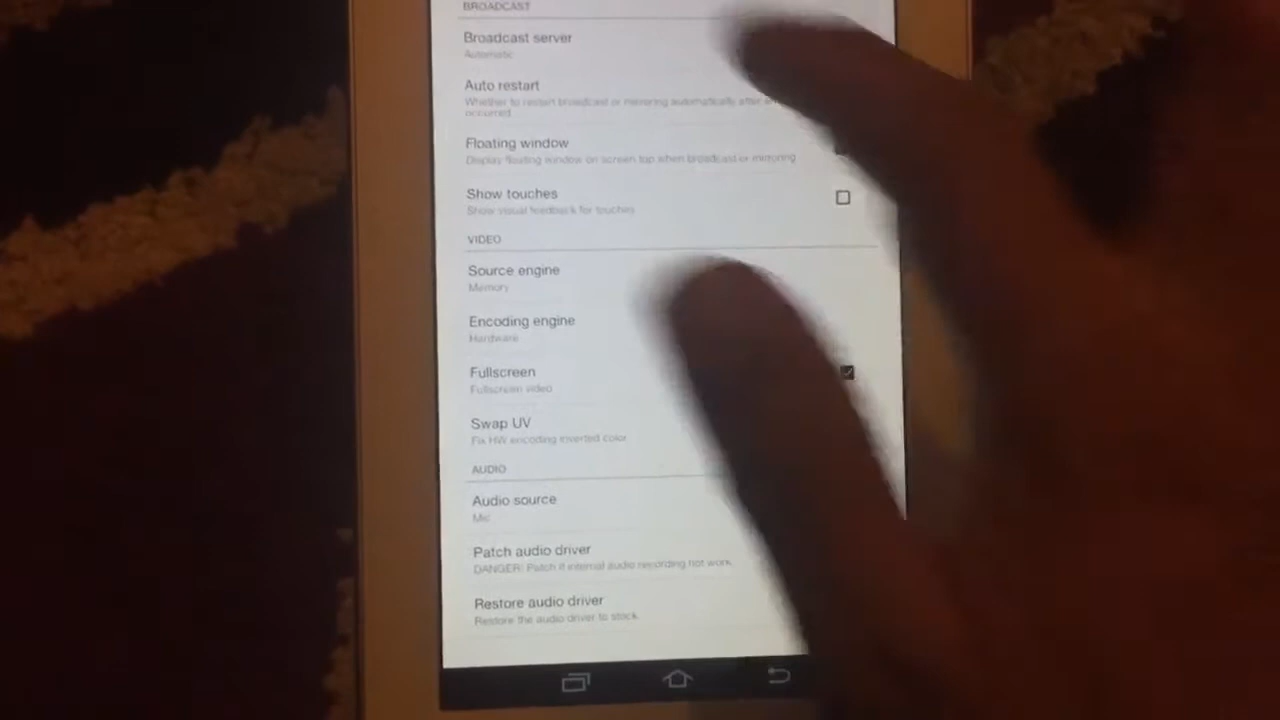 BROADCAST
Broadcast server
Automatic
Auto restart
Whether to restart broadcast or mirroring automatically after
occurred
Floating window
Display floating window on screen top when broadcast or mirroring
Show touches
Show visual feedback for touches
VIDEO
Source engine
Memory
Encoding engine
Hardware
Fullscreen
Fullscreen video
Swap UV
Fix HW encoding inverted color
AUDIO
Audio source
Mic
Patch audio driver
DANGER! Patch if internal audio recording not work
Restore audio driver
Restore the audio driver to stock